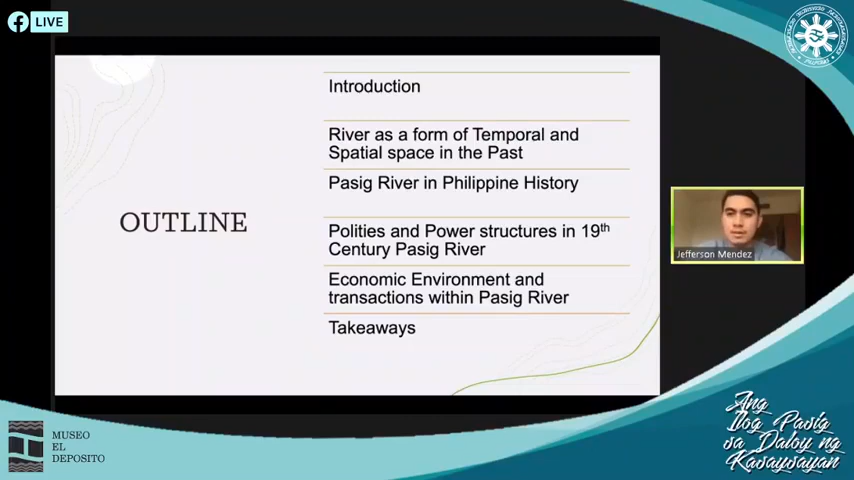 LIVE
OUTLINE
Introduction
River as a form of Temporal and
Spatial space in the Past
Pasig River in Philippine History
Polities and Power structures in 19th
Century Pasig River
Economic Environment and
transactions within Pasig River
Takeaways
Jefferson Mendez
MUSEO
EL
DEPOSITO
Ang
Ilog Pasig
sa Daloy ng
Kasaysayan